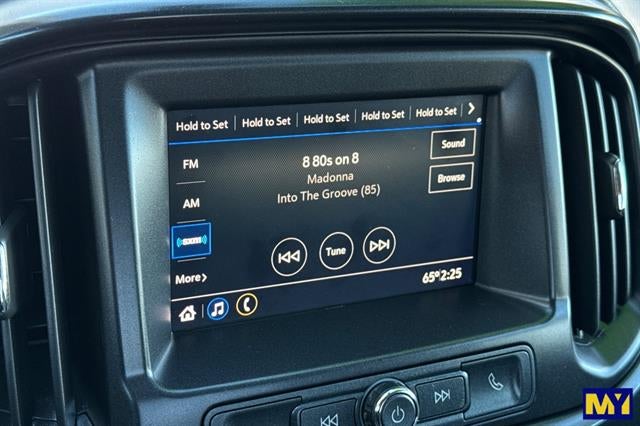 Hold to Set Hold to Set Hold to Set Hold to Set Hold to Set >
FM
8 80s on 8
Sound
Madonna
AM
Into The Groove (85)
Browse
Tune
More>
65° 2:25
MY